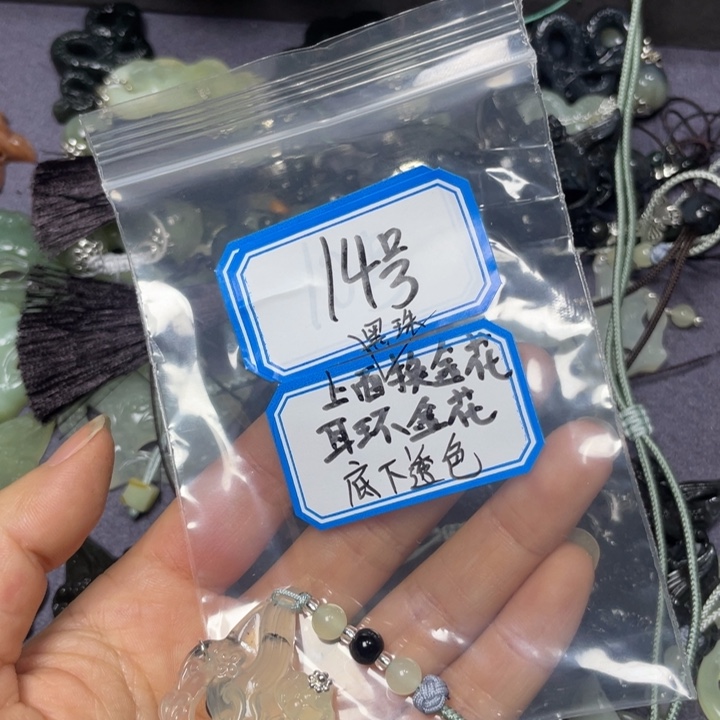 14号
黑珠
上面换金花
耳环金花
底下透色